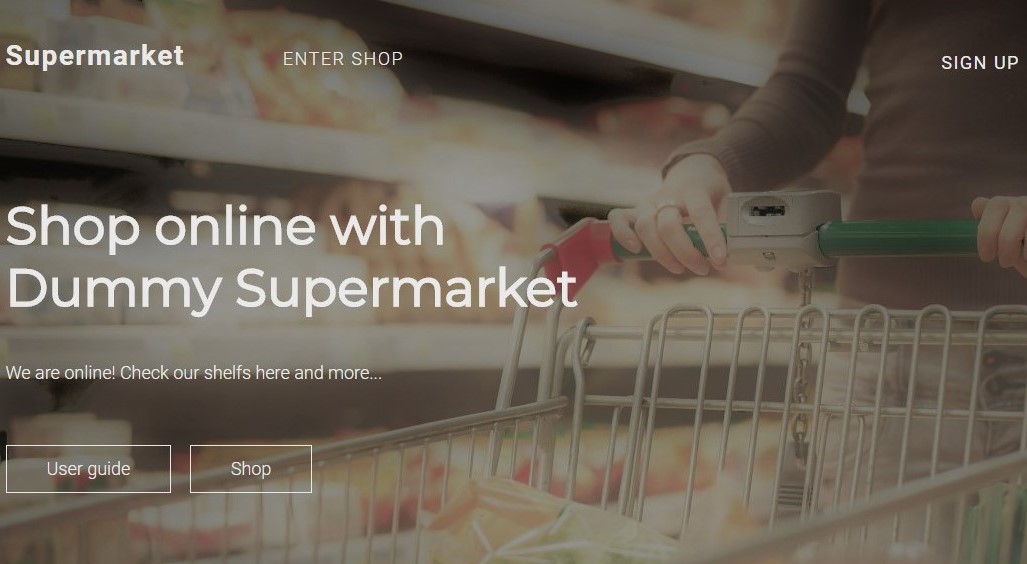 Supermarket
ENTER SHOP
SIGN UP
Shop online with
Dummy Supermarket
We are online! Check our shelfs here and more...
User guide
Shop